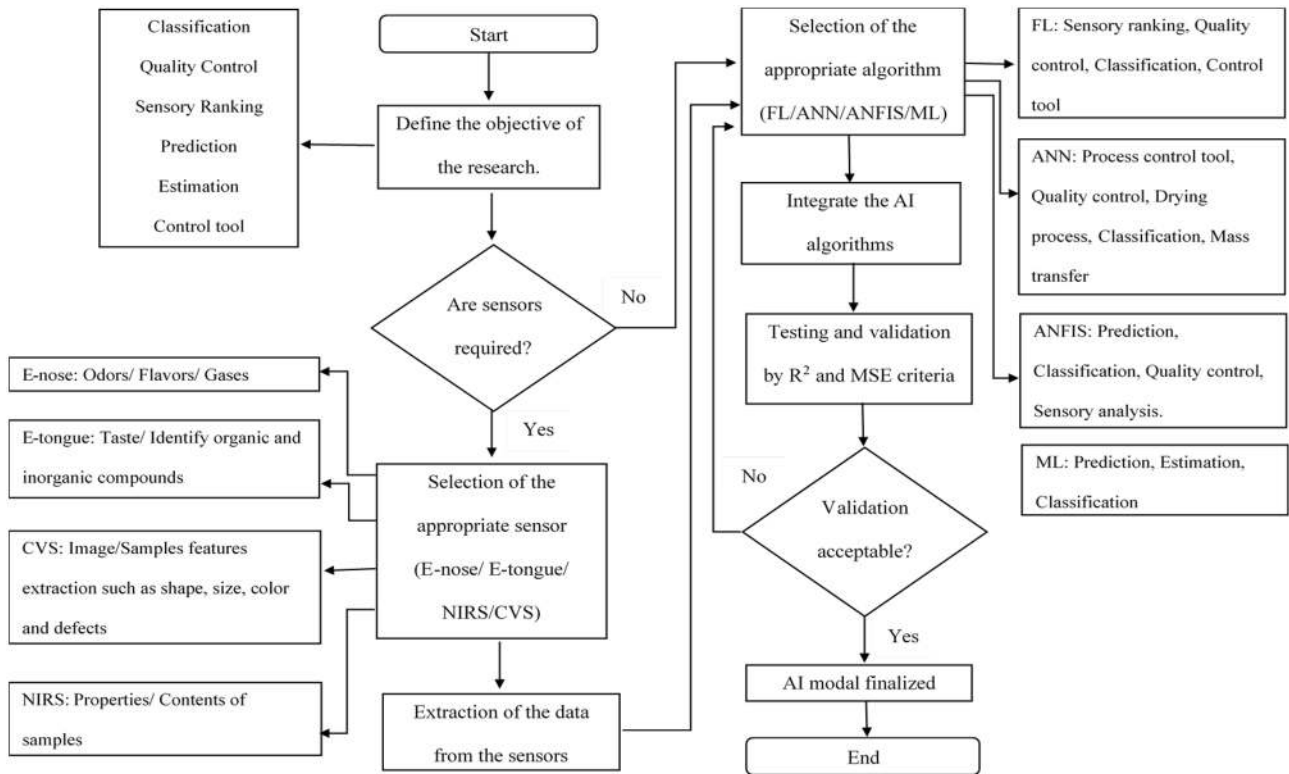 Classification
Quality Control
Sensory Ranking
Prediction
Estimation
Control tool
Start
Define the objective of
the research.
Are sensors
required?
No
Yes
E-nose: Odors/ Flavors/ Gases
E-tongue: Taste/ Identify organic and
inorganic compounds
CVS: Image/Samples features
extraction such as shape, size, color
and defects
NIRS: Properties/ Contents of
samples
Selection of the
appropriate sensor
(E-nose/ E-tongue/
NIRS/CVS)
Extraction of the data
from the sensors
Selection of the
appropriate algorithm
(FL/ANN/ANFIS/ML)
Integrate the AI
algorithms
Testing and validation
by R² and MSE criteria
No
Validation
acceptable?
Yes
AI modal finalized
End
FL: Sensory ranking, Quality
control, Classification, Control
tool
ANN: Process control tool,
Quality control, Drying
process, Classification, Mass
transfer
ANFIS: Prediction,
Classification, Quality control,
Sensory analysis.
ML: Prediction, Estimation,
Classification